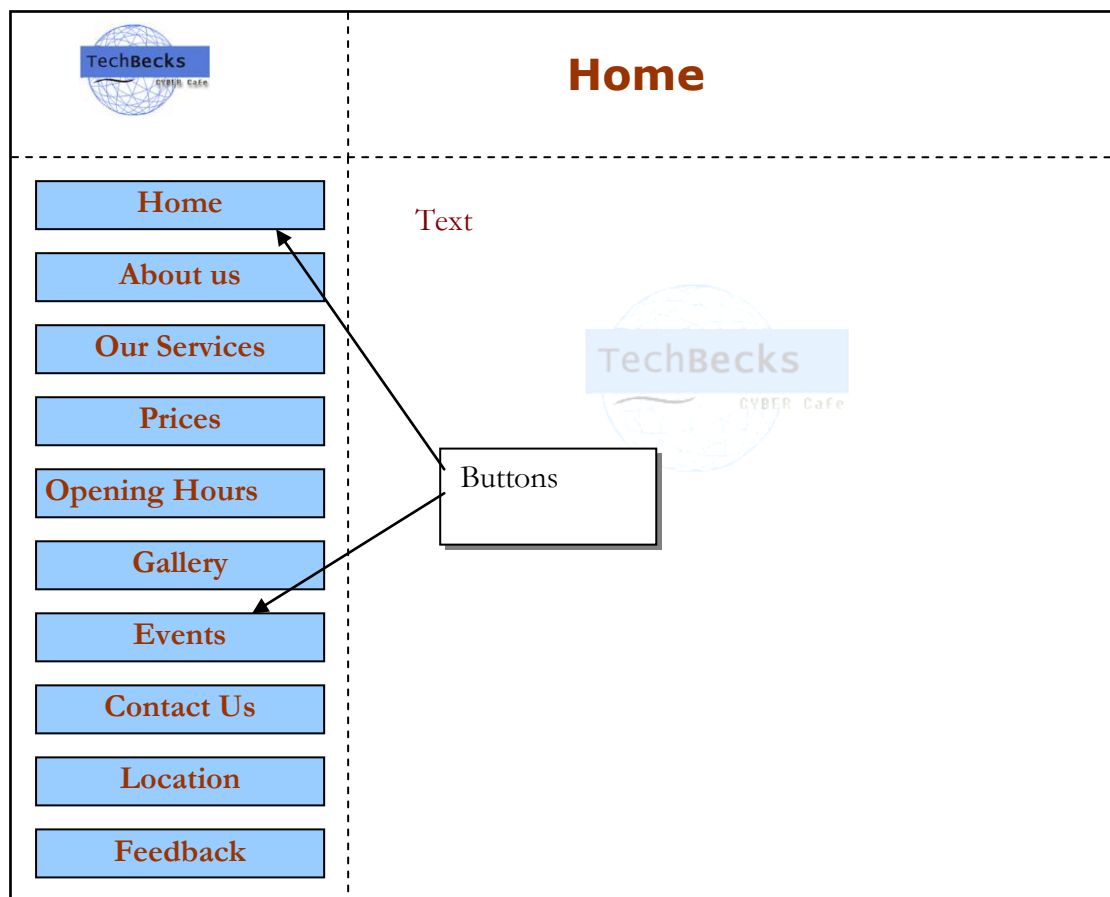 TechBecks
CYBER Cafe
Home
Home
About us
Our Services
Prices
Opening Hours
Gallery
Events
Contact Us
Location
Feedback
Text
TechBecks
CYBER Cafe
Buttons